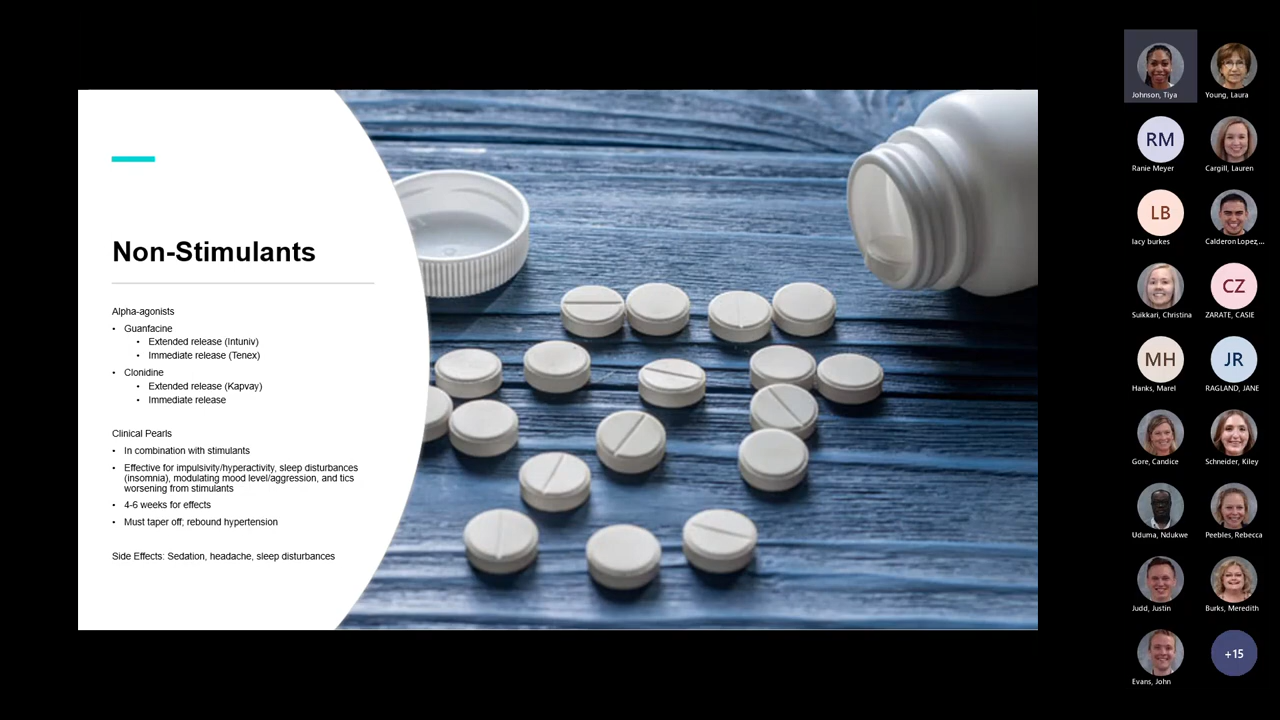 Non-Stimulants
Alpha-agonists
• Guanfacine
• Extended release (Intuniv)
• Immediate release (Tenex)
• Clonidine
• Extended release (Kapvay)
• Immediate release
Clinical Pearls
• In combination with stimulants
• Effective for impulsivity/hyperactivity, sleep disturbances
(insomnia), modulating mood level/aggression, and tics
worsening from stimulants
• 4-6 weeks for effects
• Must taper off; rebound hypertension
Side Effects: Sedation, headache, sleep disturbances
Johnson, Tiya
Young, Laura
RM
Ranie Meyer
Cargill, Lauren
LB
lacy burkes
Calderon Lopez,...
Suikkari, Christina
CZ
ZARATE, CASIE
MH
Hanks, Marel
JR
RAGLAND, JANE
Gore, Candice
Schneider, Kiley
Uduma, Ndukwe
Peebles, Rebecca
Judd, Justin
Burks, Meredith
Evans, John
+15